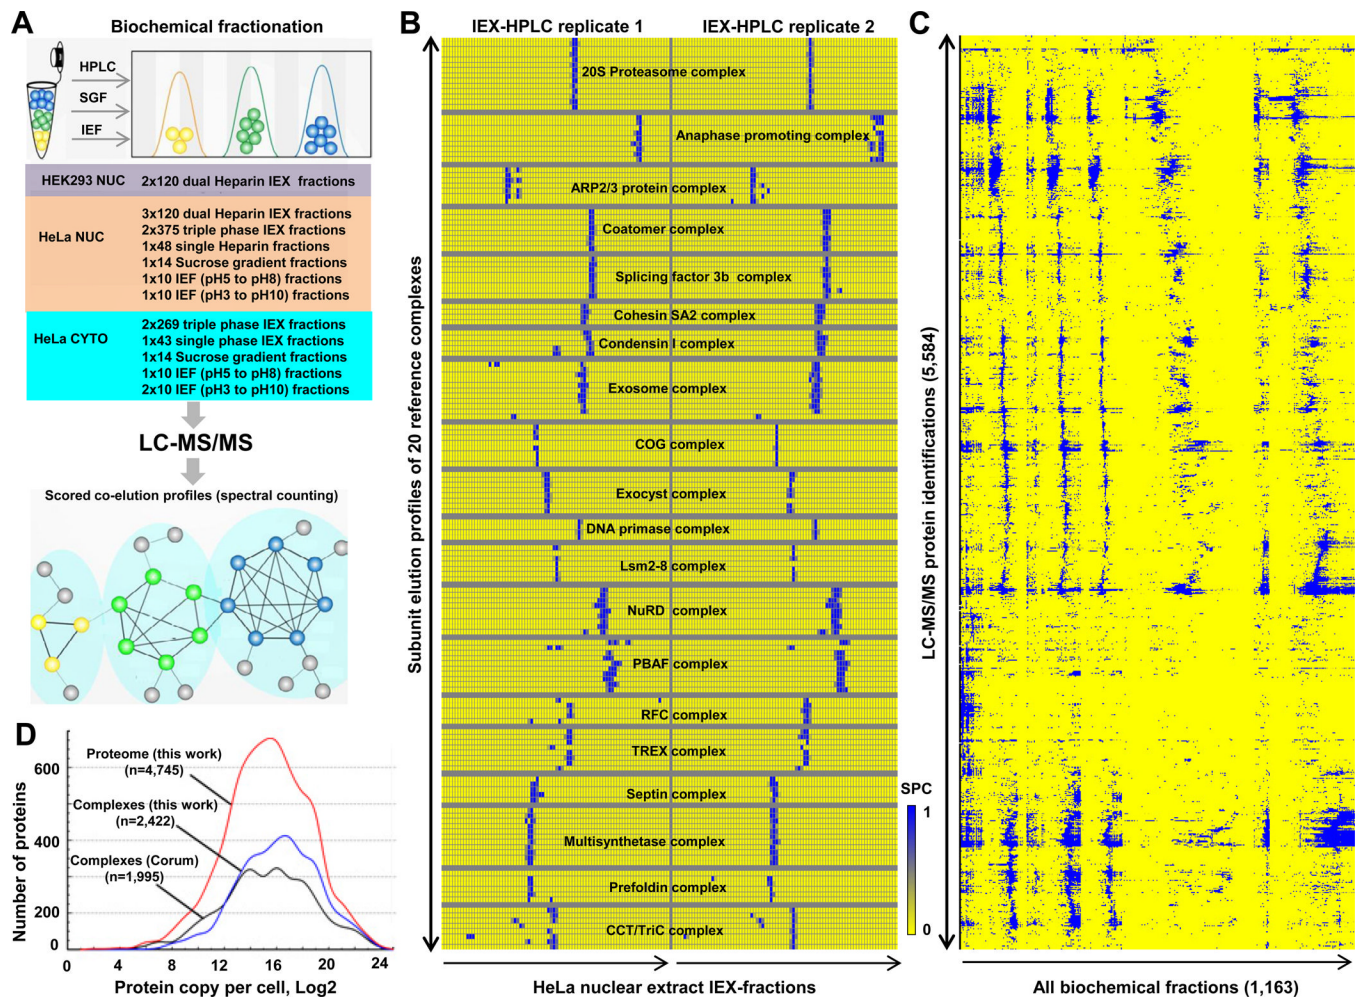 A
Biochemical fractionation
HPLC
SGF
IEF
HEK293 NUC 2x120 dual Heparin IEX fractions
HeLa NUC
3x120 dual Heparin IEX fractions
2x375 triple phase IEX fractions
1x48 single Heparin fractions
1x14 Sucrose gradient fractions
1x10 IEF (pH5 to pH8) fractions
1x10 IEF (pH3 to pH10) fractions
HeLa CYTO
2x269 triple phase IEX fractions
1x43 single phase IEX fractions
1x14 Sucrose gradient fractions
1x10 IEF (pH5 to pH8) fractions
2x10 IEF (pH3 to pH10) fractions
LC-MS/MS
Scored co-elution profiles (spectral counting)
B
IEX-HPLC replicate 1
IEX-HPLC replicate 2
Subunit elution profiles of 20 reference complexes
20S Proteasome complex
Anaphase promoting complex
ARP2/3 protein complex
Coatomer complex
Splicing factor 3b complex
Cohesin SA2 complex
Condensin I complex
Exosome complex
COG complex
Exocyst complex
DNA primase complex
Lsm2-8 complex
NuRD complex
PBAF complex
RFC complex
TREX complex
Septin complex
Multisynthetase complex
Prefoldin complex
CCT/TriC complex
HeLa nuclear extract IEX-fractions
SPC
1
0
C
LC-MS/MS protein identifications (5,584)
All biochemical fractions (1,163)
D
Number of proteins
600
400
200
0
Proteome (this work)
(n=4,745)
Complexes (this work)
(n=2,422)
Complexes (Corum)
(n=1,995)
0 4 8 12 16 20 24
Protein copy per cell, Log2